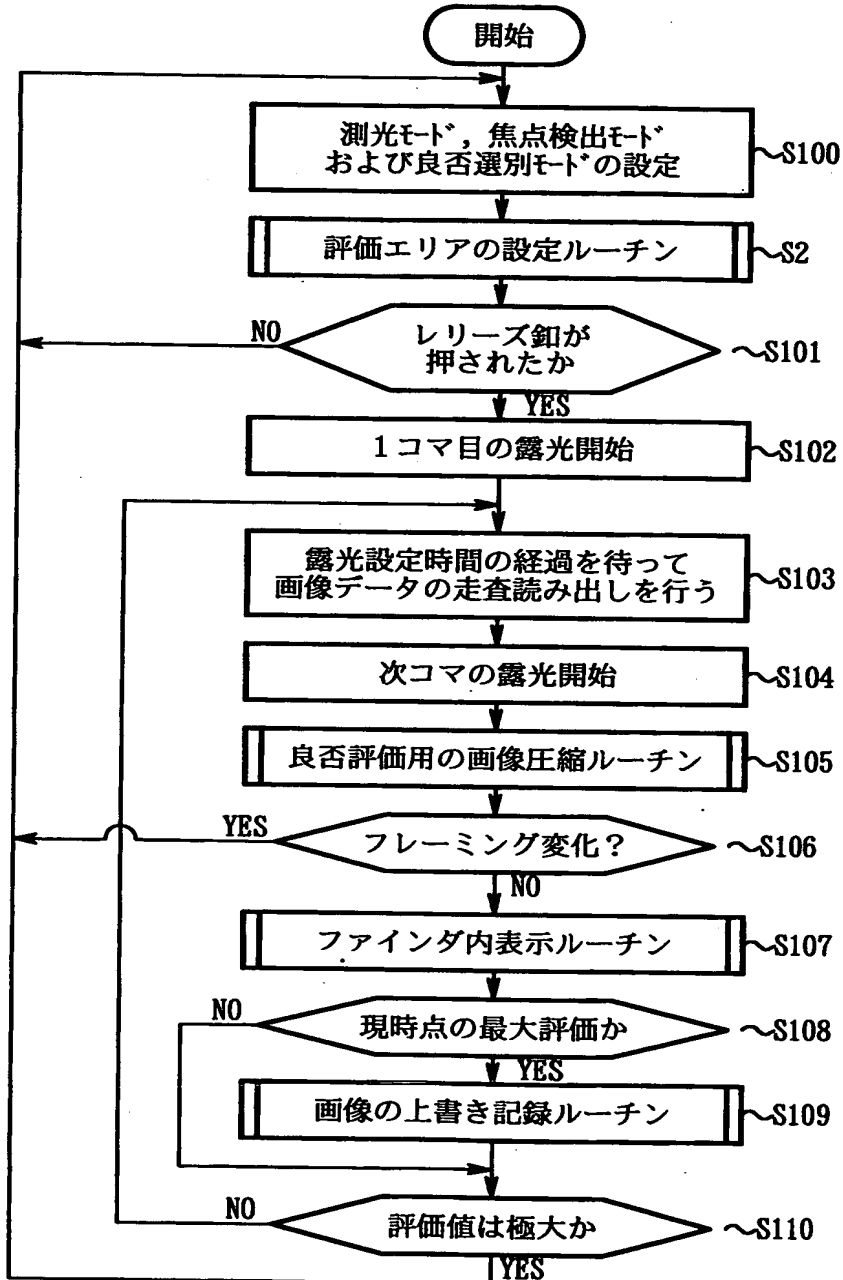 開始
測光モード，焦点検出モード
および良否選別モードの設定
S100
評価エリアの設定ルーチン
S2
レリーズ釦が
押されたか
NO
S101
YES
1コマ目の露光開始
S102
露光設定時間の経過を待って
画像データの走査読み出しを行う
S103
次コマの露光開始
S104
良否評価用の画像圧縮ルーチン
S105
YES
フレーミング変化？
S106
NO
ファインダ内表示ルーチン
S107
NO
現時点の最大評価か
S108
YES
画像の上書き記録ルーチン
S109
NO
評価値は極大か
S110
YES